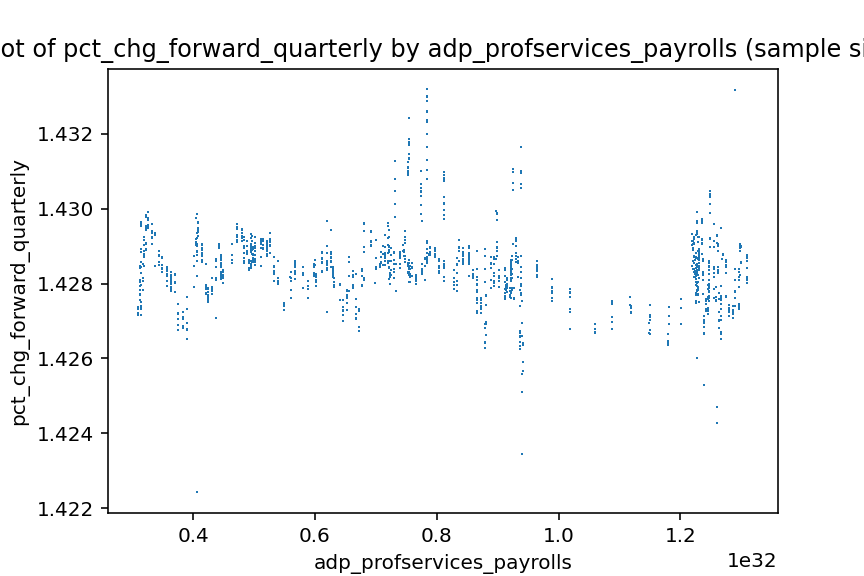 ot of pct_chg_forward_quarterly by adp_profservices_payrolls (sample si
1.432
1.430
1.428
1.426
1.424
1.422
pct_chg_forward_quarterly
0.4 0.6 0.8 1.0 1.2
adp_profservices_payrolls
1e32